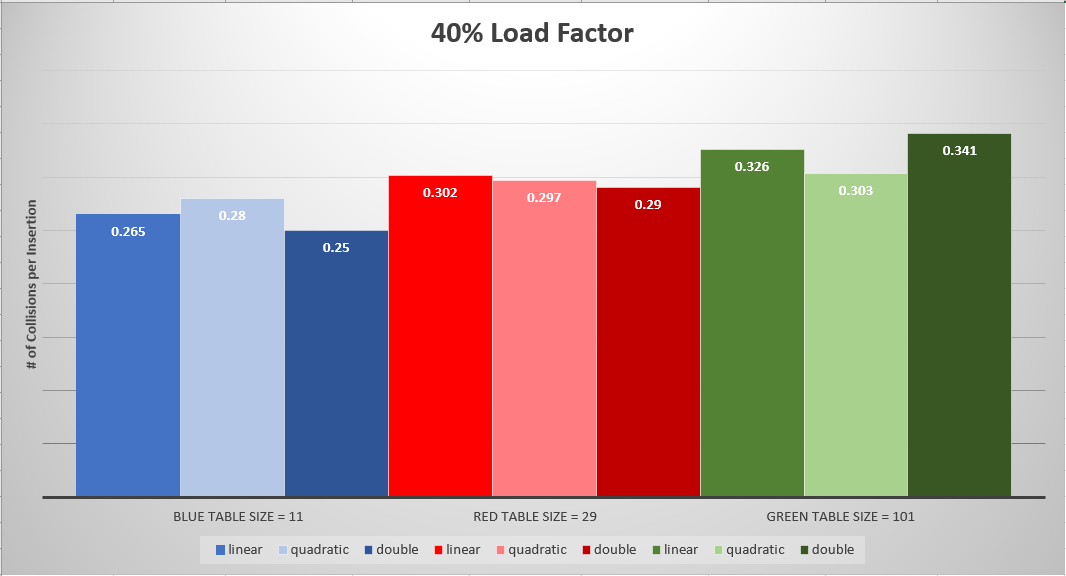 40% Load Factor
# of Collisions per Insertion
0.265
0.28
0.25
0.302
0.297
0.29
0.326
0.303
0.341
BLUE TABLE SIZE = 11
RED TABLE SIZE = 29
GREEN TABLE SIZE = 101
linear quadratic double linear quadratic double linear quadratic double